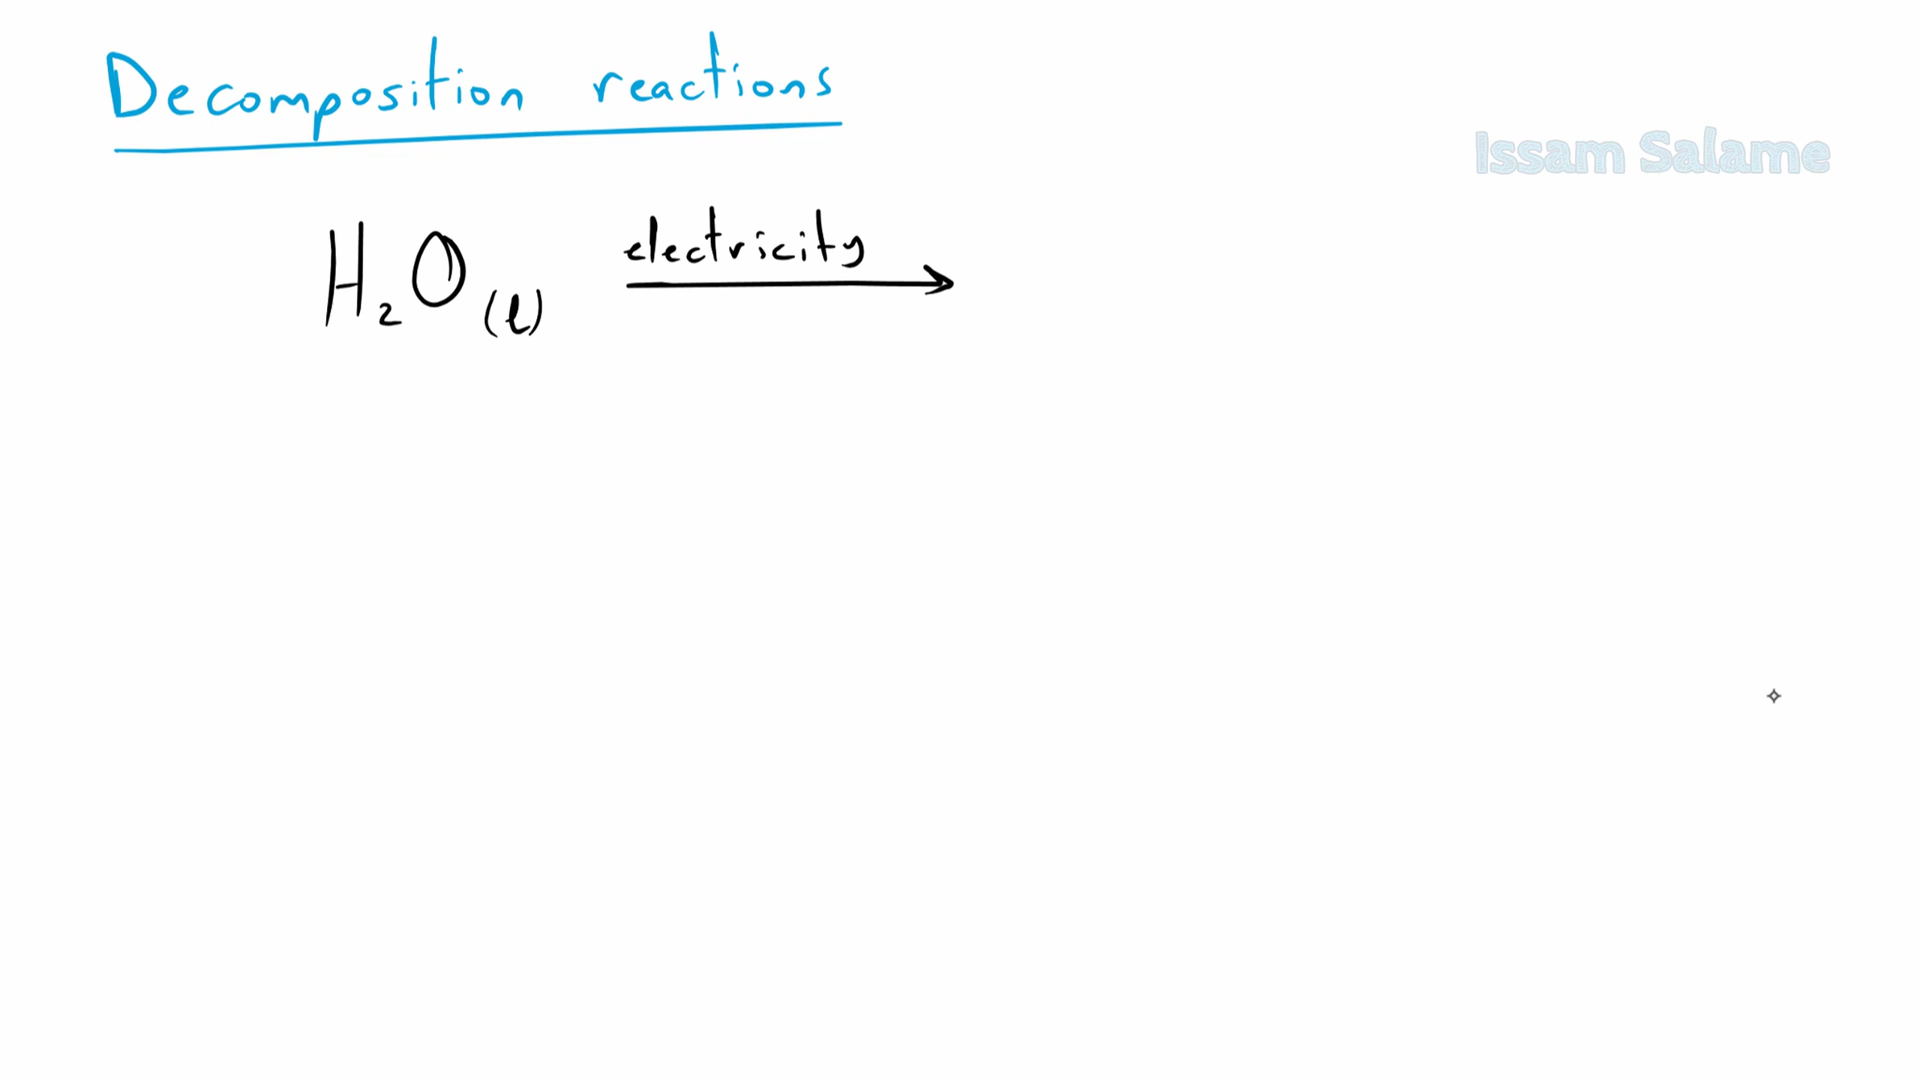 Decomposition reactions
Issam Salame
H₂O(l) electricity →